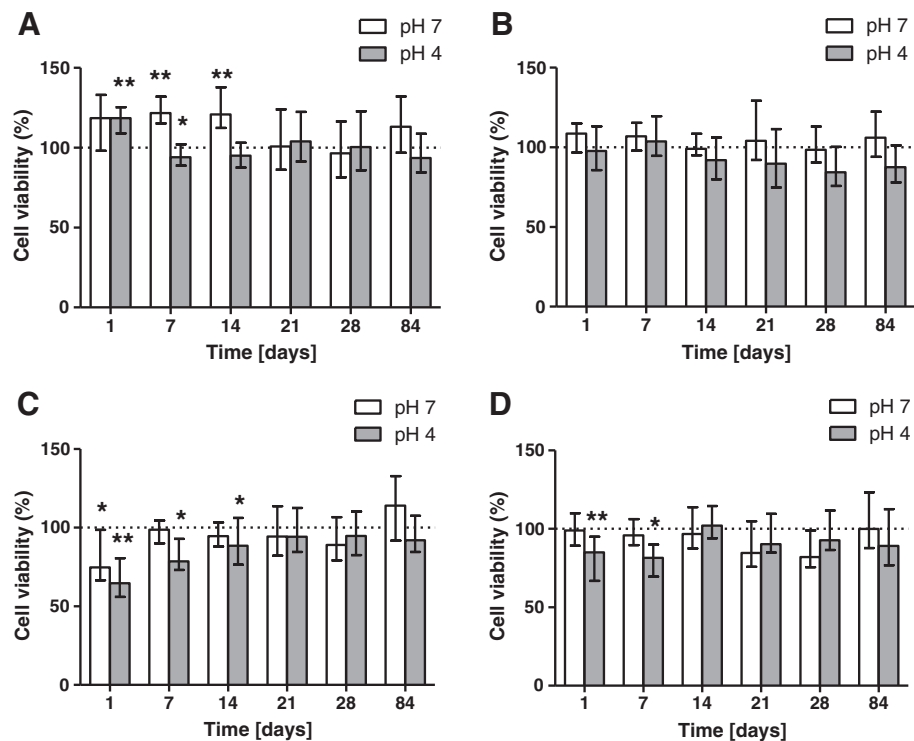 A
pH 7
pH 4
150
100
50
0
Cell viability (%)
** ** ** *
1 7 14 21 28 84
Time [days]
B
pH 7
pH 4
150
100
50
0
Cell viability (%)
1 7 14 21 28 84
Time [days]
C
pH 7
pH 4
150
100
50
0
Cell viability (%)
* ** * *
1 7 14 21 28 84
Time [days]
D
pH 7
pH 4
150
100
50
0
Cell viability (%)
** *
1 7 14 21 28 84
Time [days]